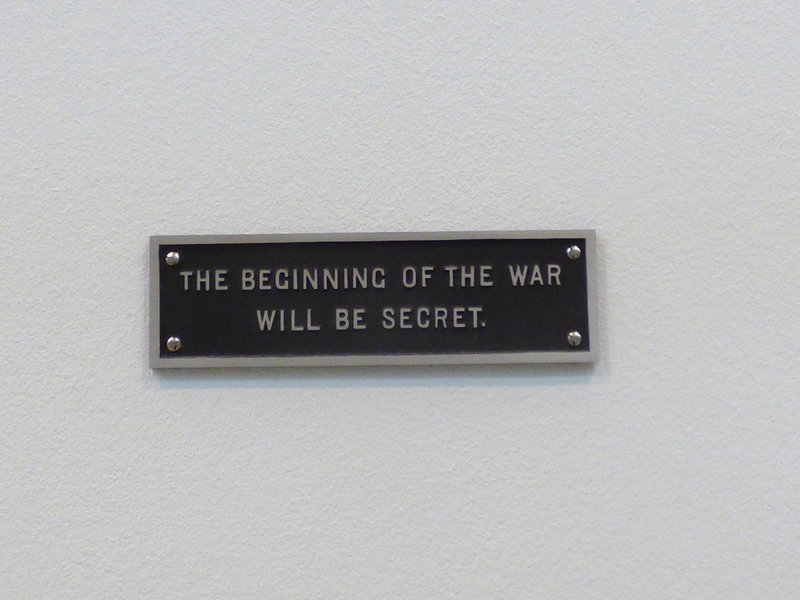 THE BEGINNING OF THE WAR
WILL BE SECRET.